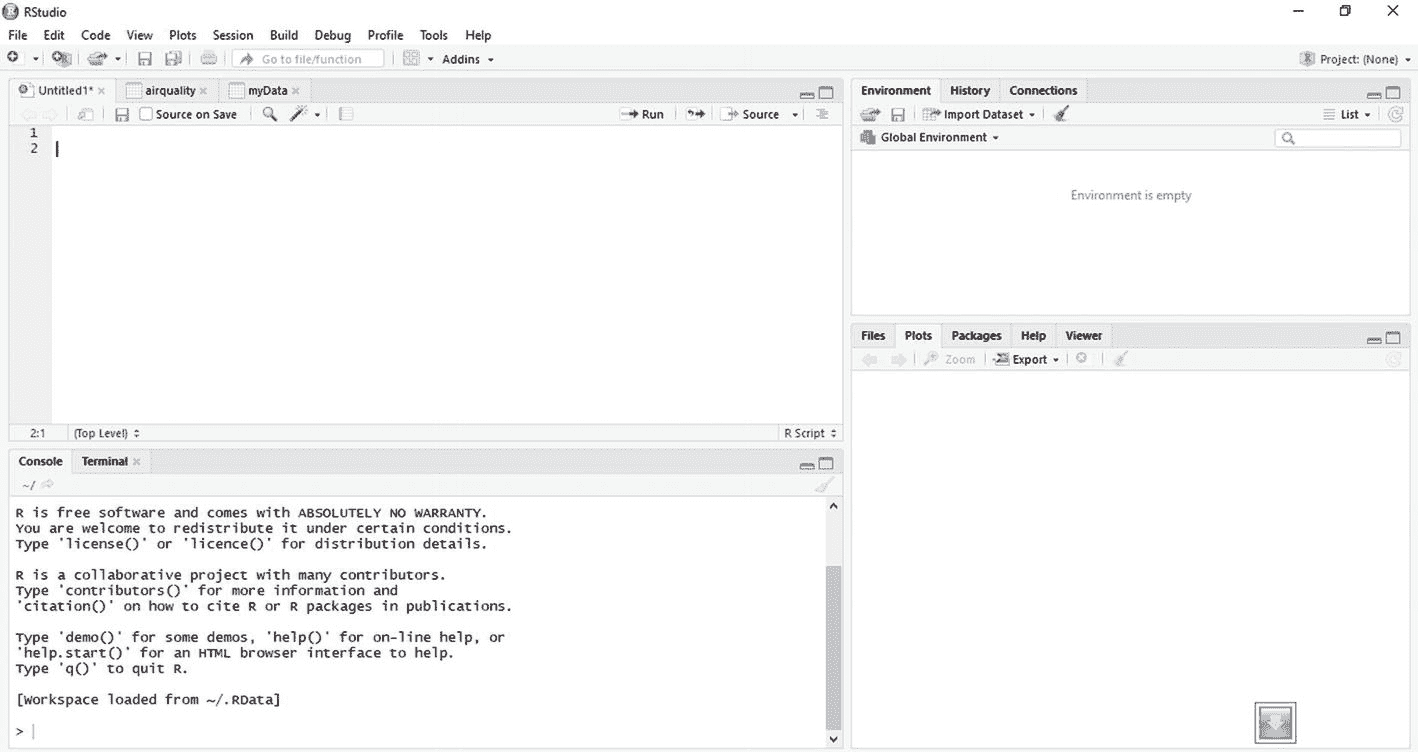 RStudio
File Edit Code View Plots Session Build Debug Profile Tools Help
Go to file/function Addins Project: (None)
Untitled1* airquality myData
Source on Save Run Source
1
2
2:1 (Top Level) R Script
Console Terminal
~/
R is free software and comes with ABSOLUTELY NO WARRANTY.
You are welcome to redistribute it under certain conditions.
Type 'license()' or 'licence()' for distribution details.
R is a collaborative project with many contributors.
Type 'contributors()' for more information and
'citation()' on how to cite R or R packages in publications.
Type 'demo()' for some demos, 'help()' for on-line help, or
'help.start()' for an HTML browser interface to help.
Type 'q()' to quit R.
[Workspace loaded from ~/.RData]
>
Environment History Connections
Import Dataset List
Global Environment
Environment is empty
Files Plots Packages Help Viewer
Zoom Export